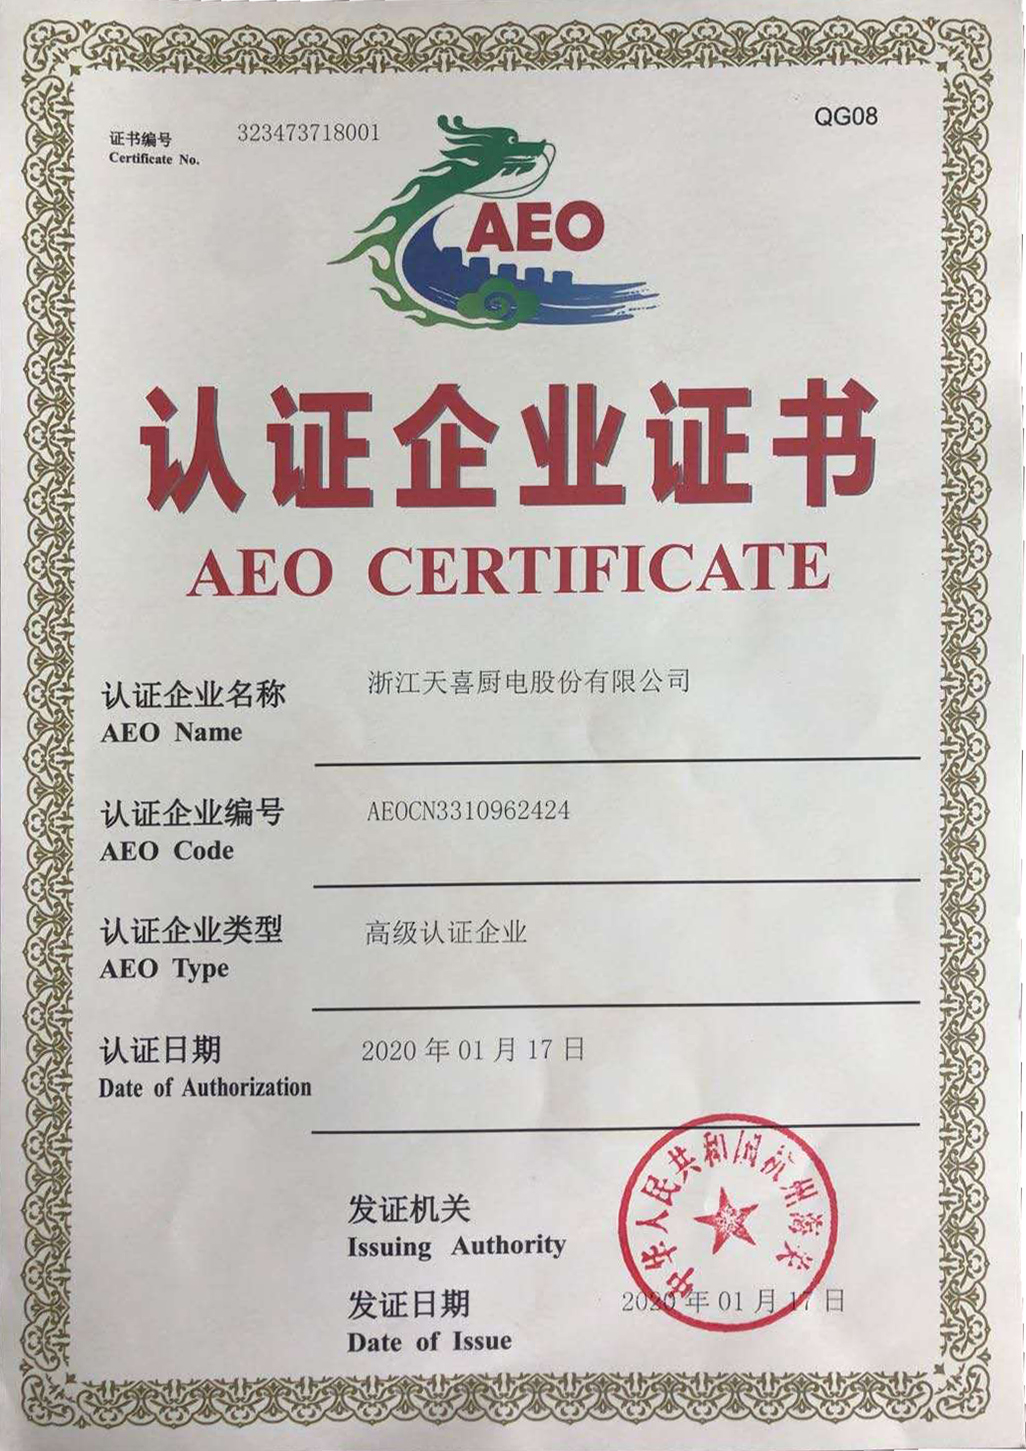 证书编号 323473718001
Certificate No.
QG08
AEO
认证企业证书
AEO CERTIFICATE
认证企业名称 浙江天喜厨电股份有限公司
AEO Name
认证企业编号 AEOCN3310962424
AEO Code
认证企业类型 高级认证企业
AEO Type
认证日期 2020 年 01 月 17 日
Date of Authorization
中华人民共和国杭州海关
发证机关
Issuing Authority
发证日期 2020 年 01 月 17 日
Date of Issue